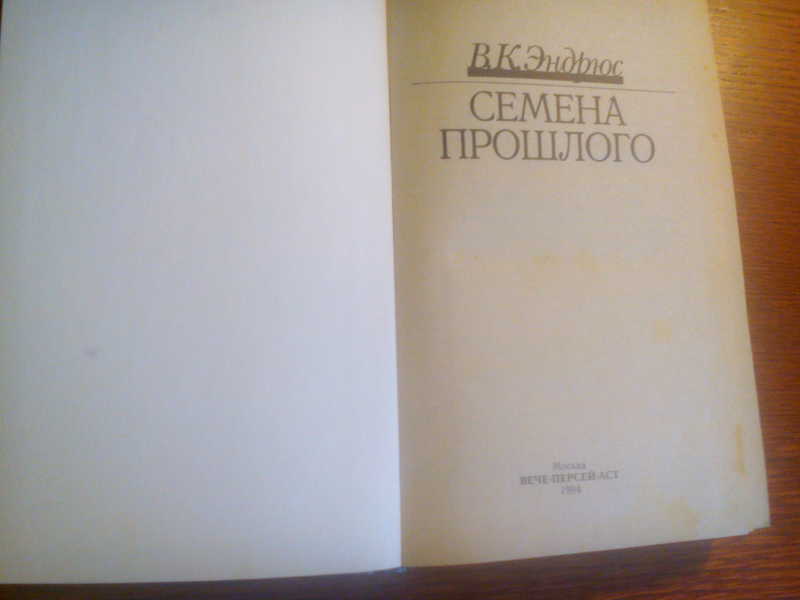 В.К.Эндрюс
СЕМЕНА
ПРОШЛОГО
Москва
ВЕЧЕ·ПЕРСЕЙ·АСТ
1994